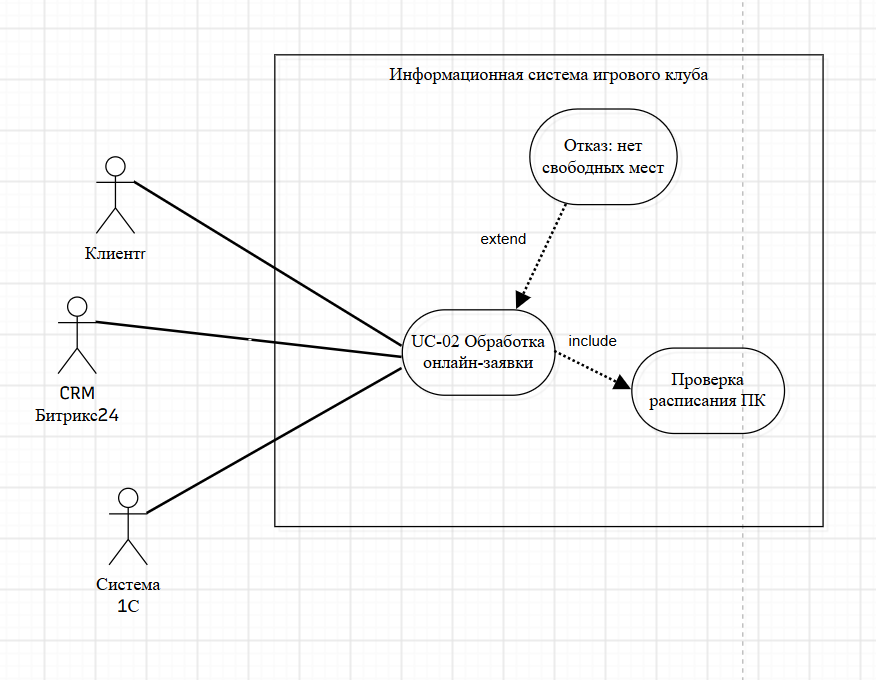 Информационная система игрового клуба
Отказ: нет
свободных мест
extend
Клиентr
CRM
Битрикс24
UC-02 Обработка
онлайн-заявки
include
Проверка
расписания ПК
Система
1С